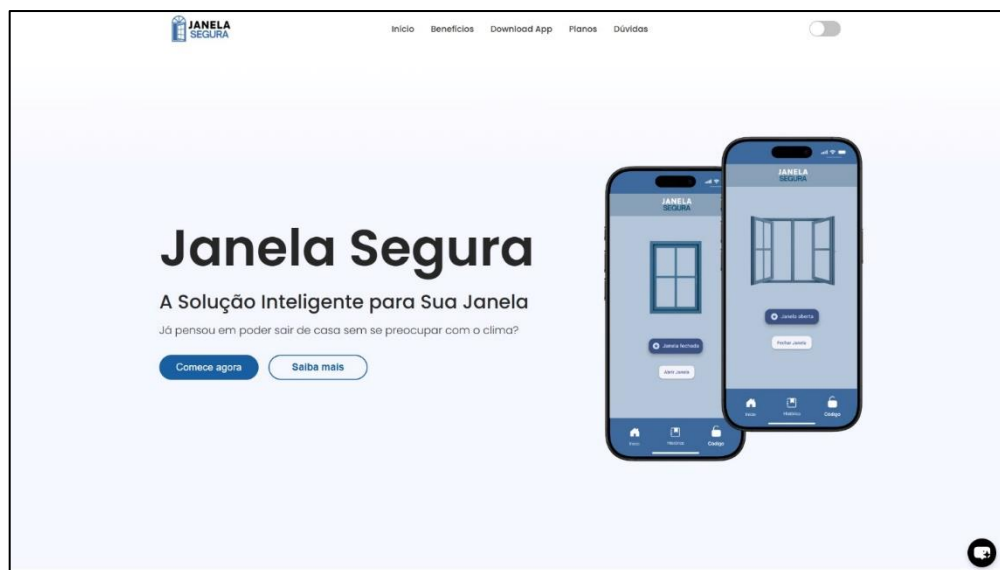 JANELA
SEGURA
Início Benefícios Download App Planos Dúvidas
Janela Segura
A Solução Inteligente para Sua Janela
Já pensou em poder sair de casa sem se preocupar com o clima?
Comece agora Saiba mais
JANELA
SEGURA
Janela fechada
Abrir Janela
Início Histórico Código
JANELA
SEGURA
Janela aberta
Fechar Janela
Início Histórico Código